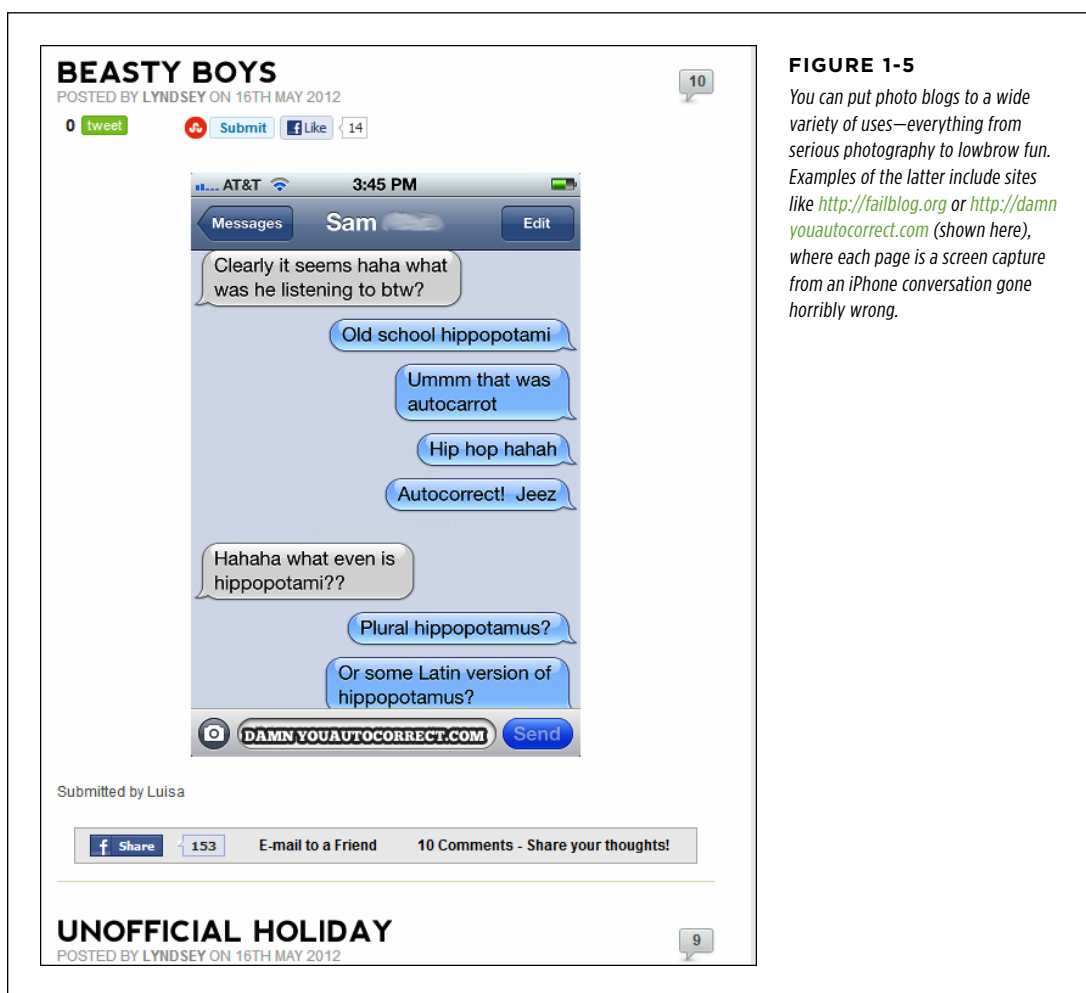 BEASTY BOYS
POSTED BY LYNDSEY ON 16TH MAY 2012
10
0 tweet
Submit
Like
14
AT&T
3:45 PM
Messages
Sam
Edit
Clearly it seems haha what
was he listening to btw?
Old school hippopotami
Ummm that was
autocarrot
Hip hop hahah
Autocorrect! Jeez
Hahaha what even is
hippopotami??
Plural hippopotamus?
Or some Latin version of
hippopotamus?
DAMNYOUAUTOCORRECT.COM
Send
Submitted by Luisa
f Share
153
E-mail to a Friend
10 Comments - Share your thoughts!
UNOFFICIAL HOLIDAY
POSTED BY LYNDSEY ON 16TH MAY 2012
9
FIGURE 1-5
You can put photo blogs to a wide
variety of uses—everything from
serious photography to lowbrow fun.
Examples of the latter include sites
like http://failblog.org or http://damn
youautocorrect.com (shown here),
where each page is a screen capture
from an iPhone conversation gone
horribly wrong.